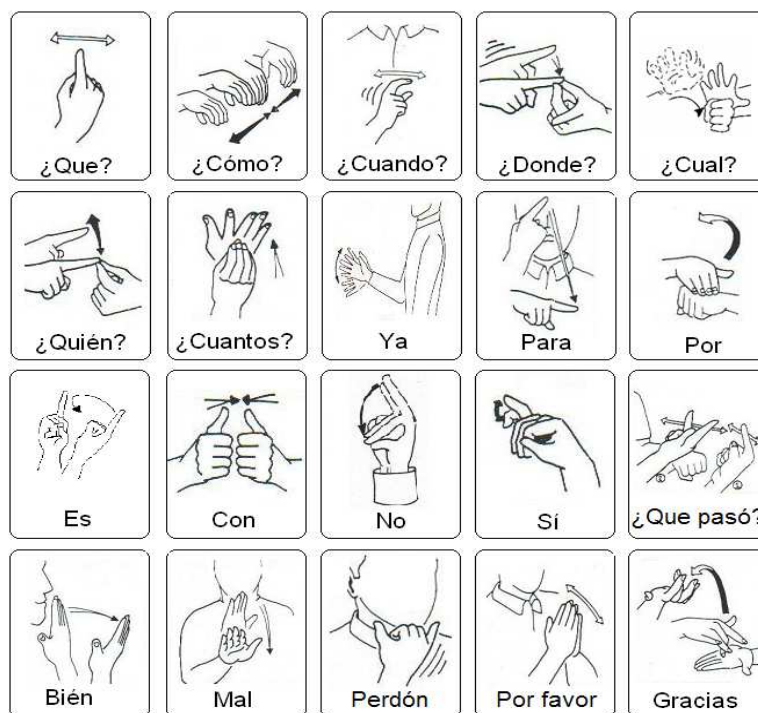 ¿Que?
¿Cómo?
¿Cuando?
¿Donde?
¿Cual?
¿Quién?
¿Cuantos?
Ya
Para
Por
Es
Con
No
Sí
¿Que pasó?
Bién
Mal
Perdón
Por favor
Gracias